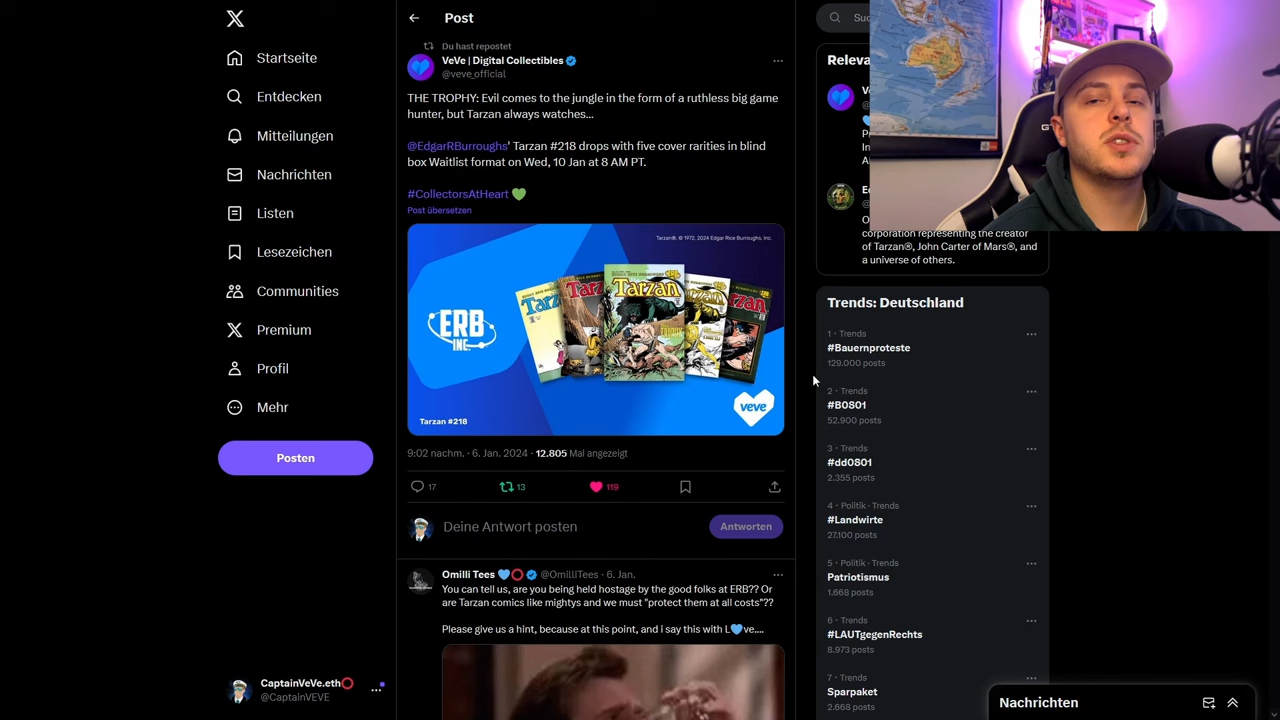 Startseite
Entdecken
Mitteilungen
Nachrichten
Listen
Lesezeichen
Communities
Premium
Profil
Mehr
Posten
CaptainVeVe.eth
@CaptainVEVE
Post
Du hast repostet
VeVe | Digital Collectibles
@veve_official
THE TROPHY: Evil comes to the jungle in the form of a ruthless big game
hunter, but Tarzan always watches...
@EdgarRBurroughs' Tarzan #218 drops with five cover rarities in blind
box Waitlist format on Wed, 10 Jan at 8 AM PT.
#CollectorsAtHeart 💚
Post übersetzen
Tarzan®. © 1972, 2024 Edgar Rice Burroughs, Inc.
ERB
INC.
Tarzan
veve
Tarzan #218
9:02 nachm. · 6. Jan. 2024 · 12.805 Mal angezeigt
17
13
119
Deine Antwort posten
Antworten
Omilli Tees 💙⭕ @OmilliTees · 6. Jan.
You can tell us, are you being held hostage by the good folks at ERB?? Or
are Tarzan comics like mightys and we must "protect them at all costs"??
Please give us a hint, because at this point, and i say this with L💙ve....
corporation representing the creator
of Tarzan®, John Carter of Mars®, and
a universe of others.
Trends: Deutschland
1 · Trends
#Bauernproteste
129.000 posts
2 · Trends
#B0801
52.900 posts
3 · Trends
#dd0801
2.355 posts
4 · Politik · Trends
#Landwirte
27.100 posts
5 · Politik · Trends
Patriotismus
1.668 posts
6 · Trends
#LAUTgegenRechts
8.973 posts
7 · Trends
Sparpaket
2.668 posts
Nachrichten